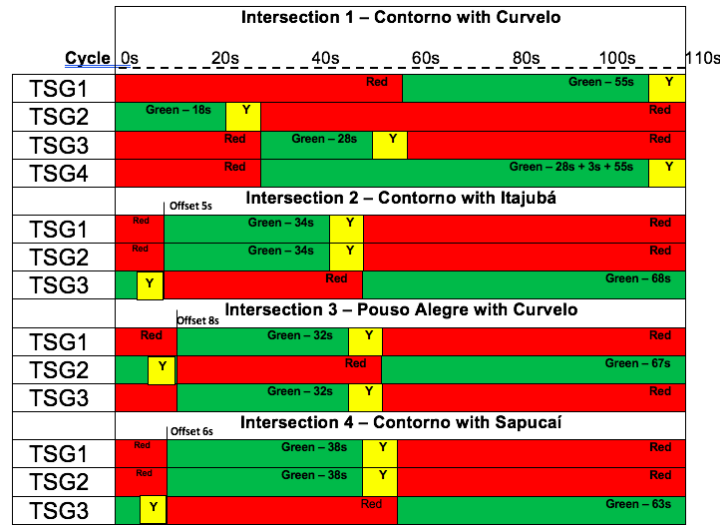 Intersection 1 – Contorno with Curvelo
Cycle 0s 20s 40s 60s 80s 100s 110s
TSG1 Red Green – 55s Y
TSG2 Green – 18s Y Red
TSG3 Red Green – 28s Y Red
TSG4 Red Green – 28s + 3s + 55s Y
Intersection 2 – Contorno with Itajubá
Offset 5s
TSG1 Red Green – 34s Y Red
TSG2 Red Green – 34s Y Red
TSG3 Y Red Green – 68s
Intersection 3 – Pouso Alegre with Curvelo
Offset 8s
TSG1 Red Green – 32s Y Red
TSG2 Y Red Green – 67s
TSG3 Green – 32s Y Red
Intersection 4 – Contorno with Sapucaí
Offset 6s
TSG1 Red Green – 38s Y Red
TSG2 Red Green – 38s Y Red
TSG3 Y Red Green – 63s